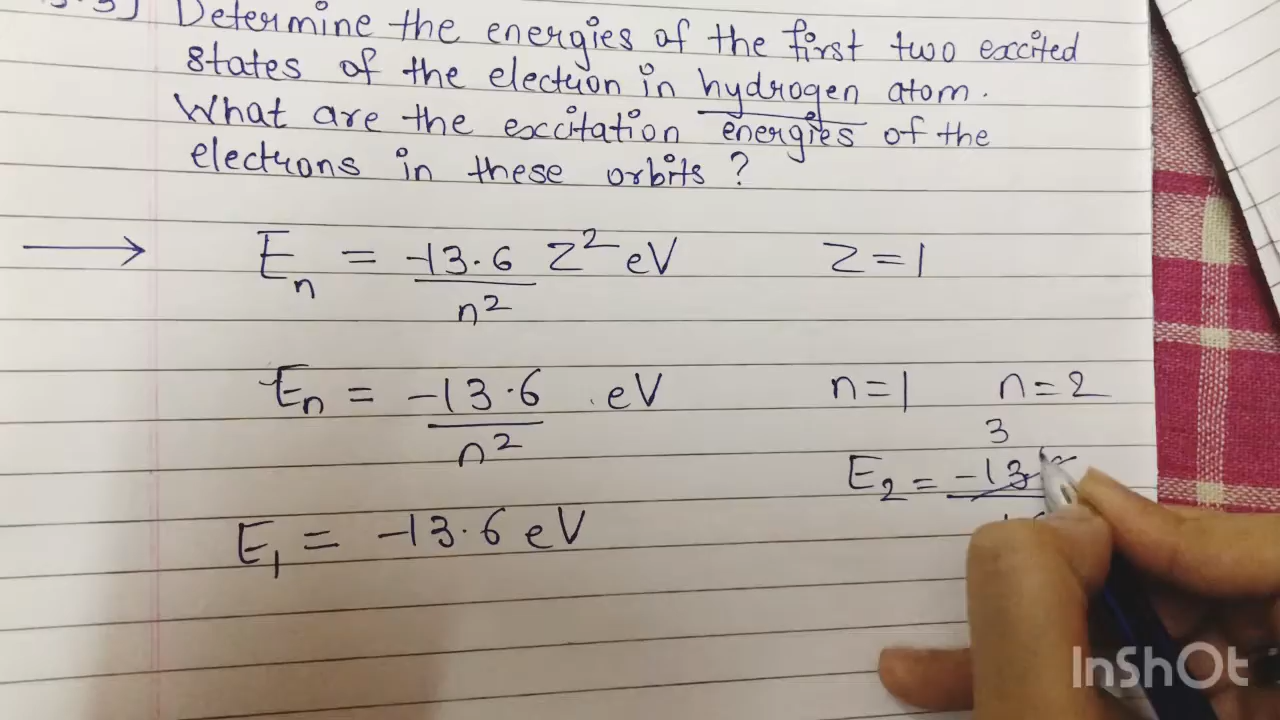 Determine the energies of the first two excited
states of the electron in hydrogen atom.
What are the excitation energies of the
electrons in these orbits ?
→ Eₙ = -13.6/n² Z² eV Z = 1
Eₙ = -13.6/n² . eV n = 1 n = 2
3
E₂ = -13
E₁ = -13.6 eV
InShOt